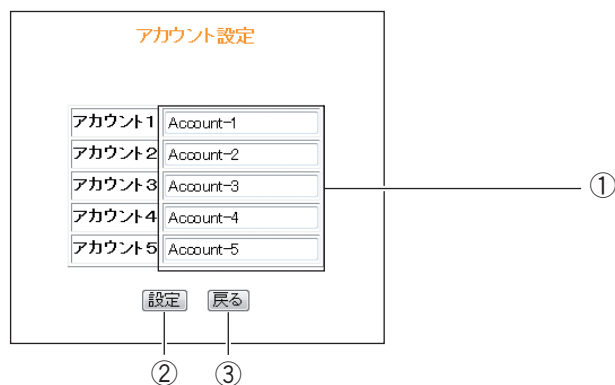 アカウント設定
アカウント1 Account-1
アカウント2 Account-2
アカウント3 Account-3
アカウント4 Account-4
アカウント5 Account-5
①
設定 戻る
② ③